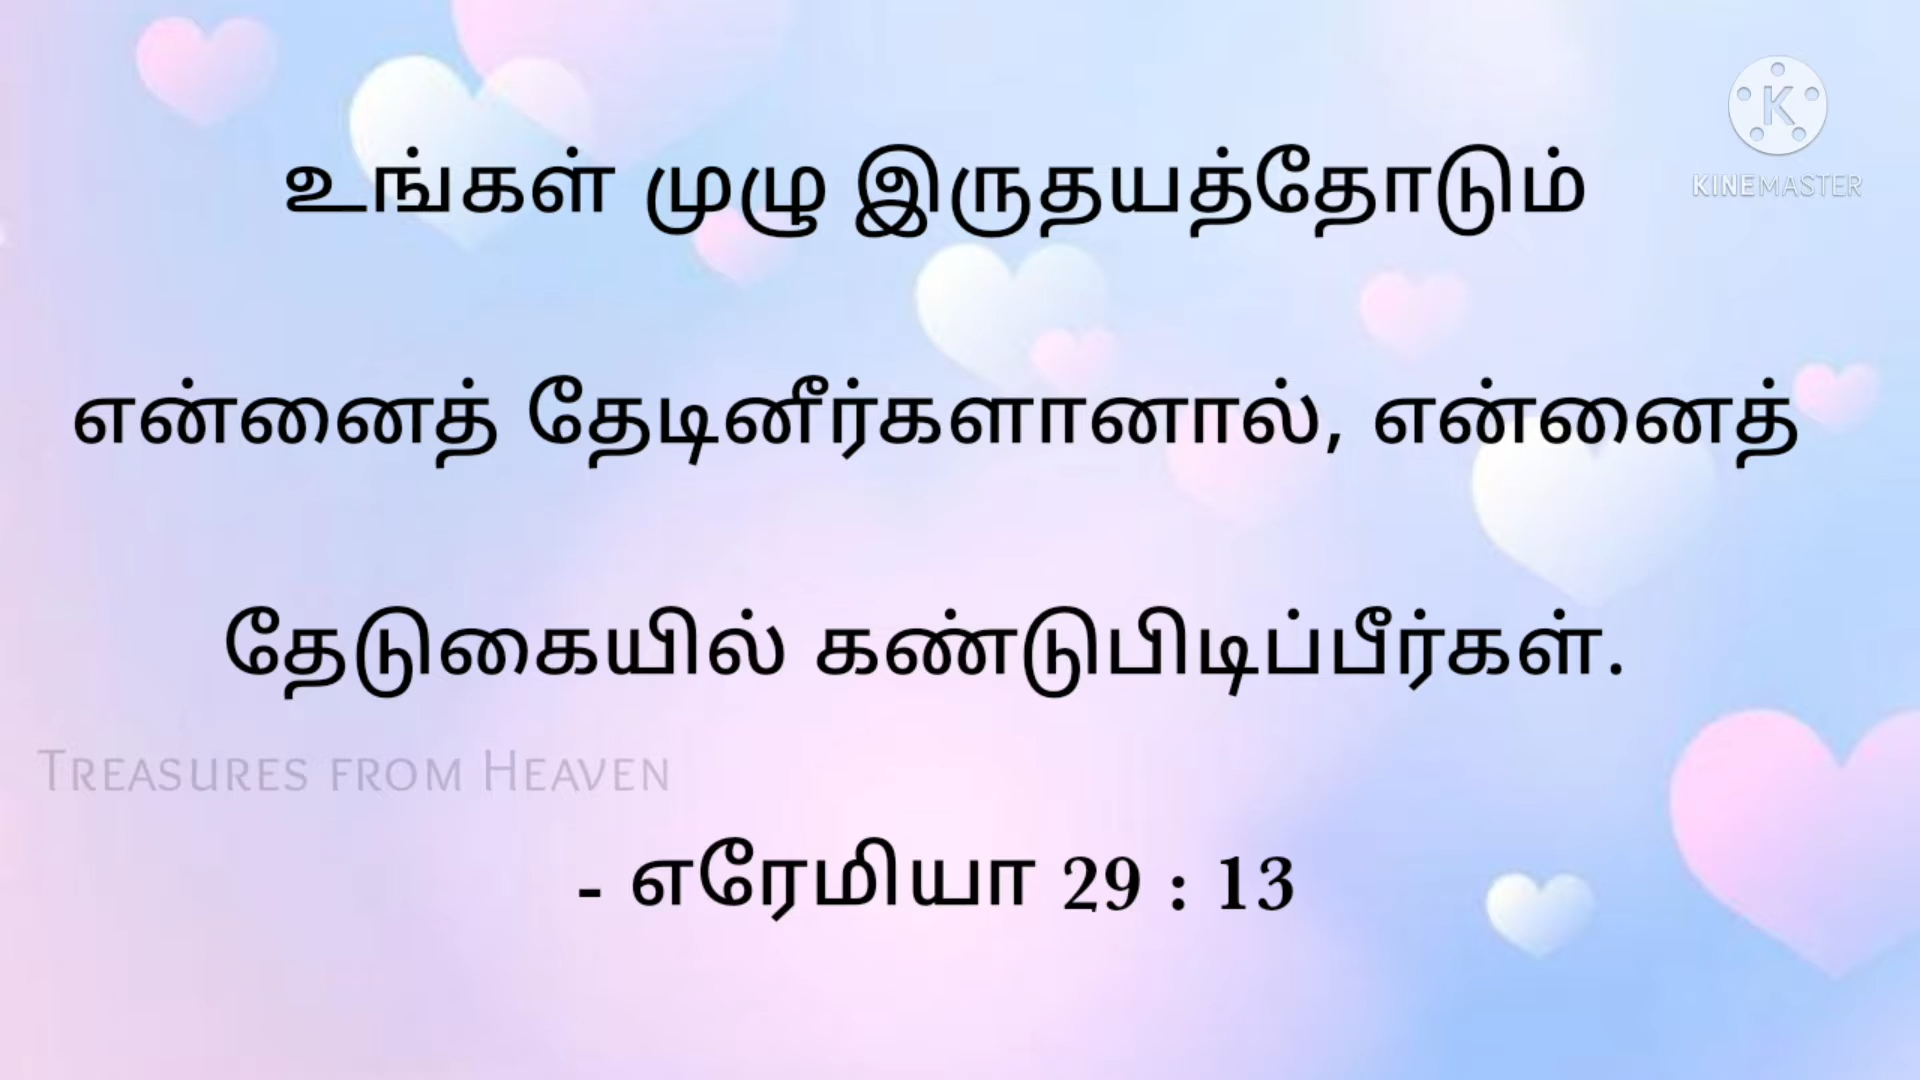 உங்கள் முழு இருதயத்தோடும்
KINEMASTER
என்னைத் தேடினீர்களானால், என்னைத்
தேடுகையில் கண்டுபிடிப்பீர்கள்.
TREASURES FROM HEAVEN
- எரேமியா 29 : 13